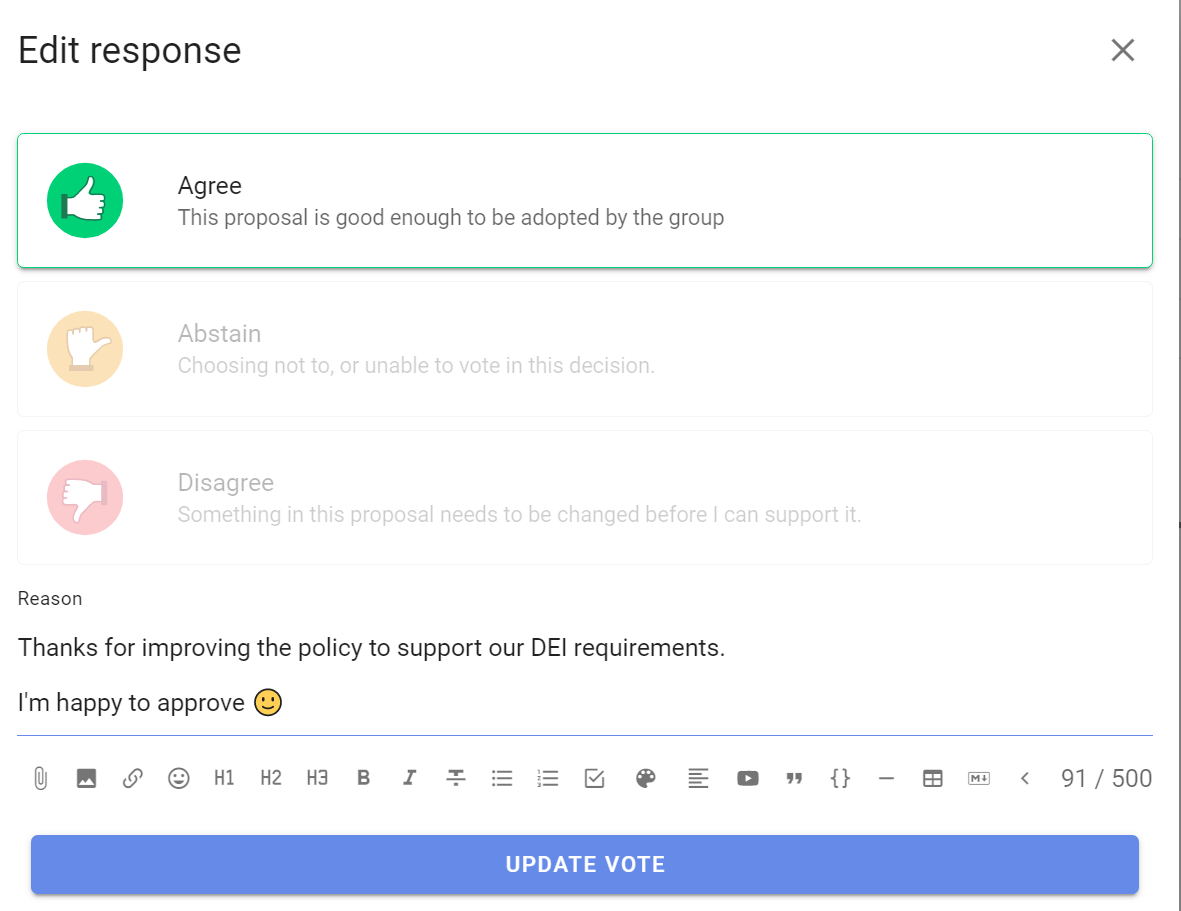 Edit response
Agree
This proposal is good enough to be adopted by the group
Abstain
Choosing not to, or unable to vote in this decision.
Disagree
Something in this proposal needs to be changed before I can support it.
Reason
Thanks for improving the policy to support our DEI requirements.
I'm happy to approve 🙂
H1 H2 H3 B I M↓ 91 / 500
UPDATE VOTE